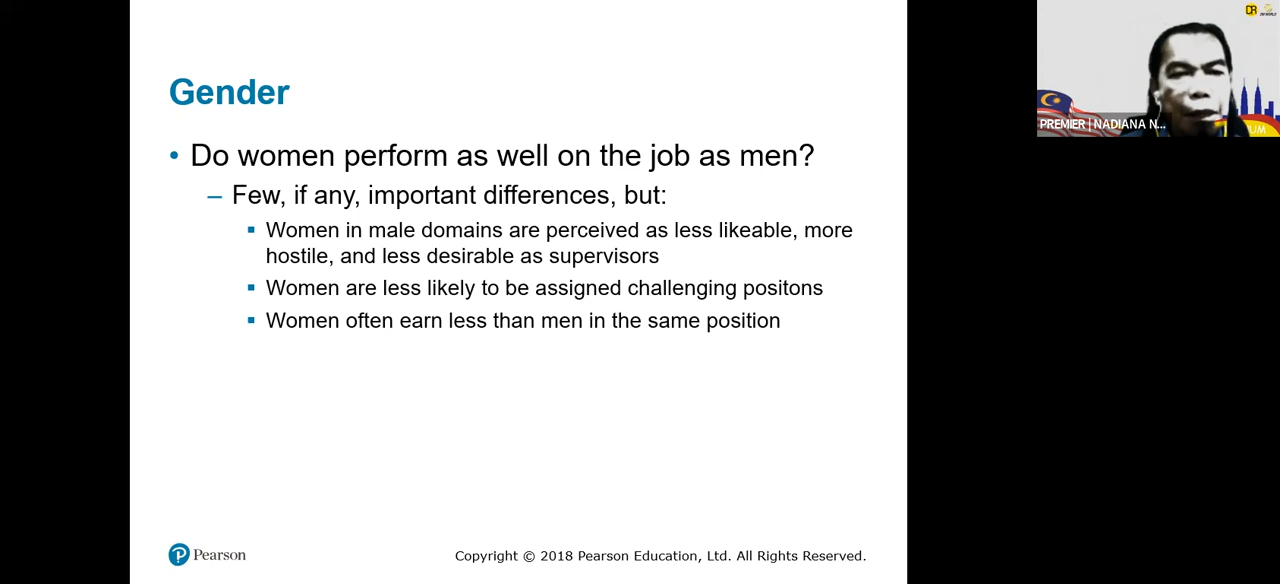 Gender
• Do women perform as well on the job as men?
– Few, if any, important differences, but:
▪ Women in male domains are perceived as less likeable, more
hostile, and less desirable as supervisors
▪ Women are less likely to be assigned challenging positons
▪ Women often earn less than men in the same position
Pearson
Copyright © 2018 Pearson Education, Ltd. All Rights Reserved.
DR
PREMIER | NADIANA N...
UM